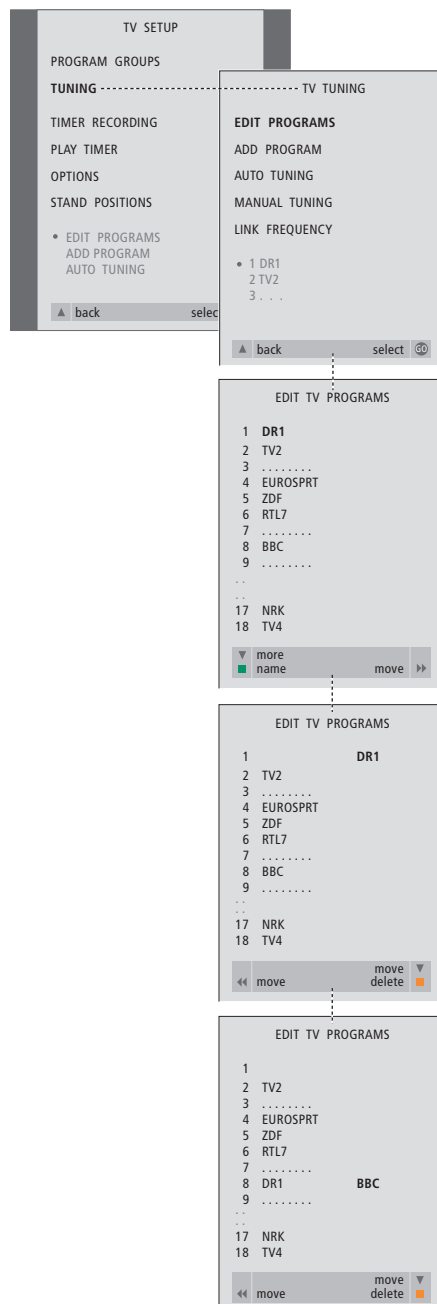 TV SETUP
PROGRAM GROUPS
TUNING
TIMER RECORDING
PLAY TIMER
OPTIONS
STAND POSITIONS
• EDIT PROGRAMS
ADD PROGRAM
AUTO TUNING
▲ back selec
TV TUNING
EDIT PROGRAMS
ADD PROGRAM
AUTO TUNING
MANUAL TUNING
LINK FREQUENCY
• 1 DR1
2 TV2
3 . . .
▲ back select GO
EDIT TV PROGRAMS
1 DR1
2 TV2
3 ........
4 EUROSPRT
5 ZDF
6 RTL7
7 ........
8 BBC
9 ........
. .
. .
17 NRK
18 TV4
▼ more
name move ▶▶
EDIT TV PROGRAMS
1 DR1
2 TV2
3 ........
4 EUROSPRT
5 ZDF
6 RTL7
7 ........
8 BBC
9 ........
. .
. .
17 NRK
18 TV4
move ▼
◀◀ move delete
EDIT TV PROGRAMS
1
2 TV2
3 ........
4 EUROSPRT
5 ZDF
6 RTL7
7 ........
8 DR1 BBC
9 ........
. .
. .
17 NRK
18 TV4
move ▼
◀◀ move delete